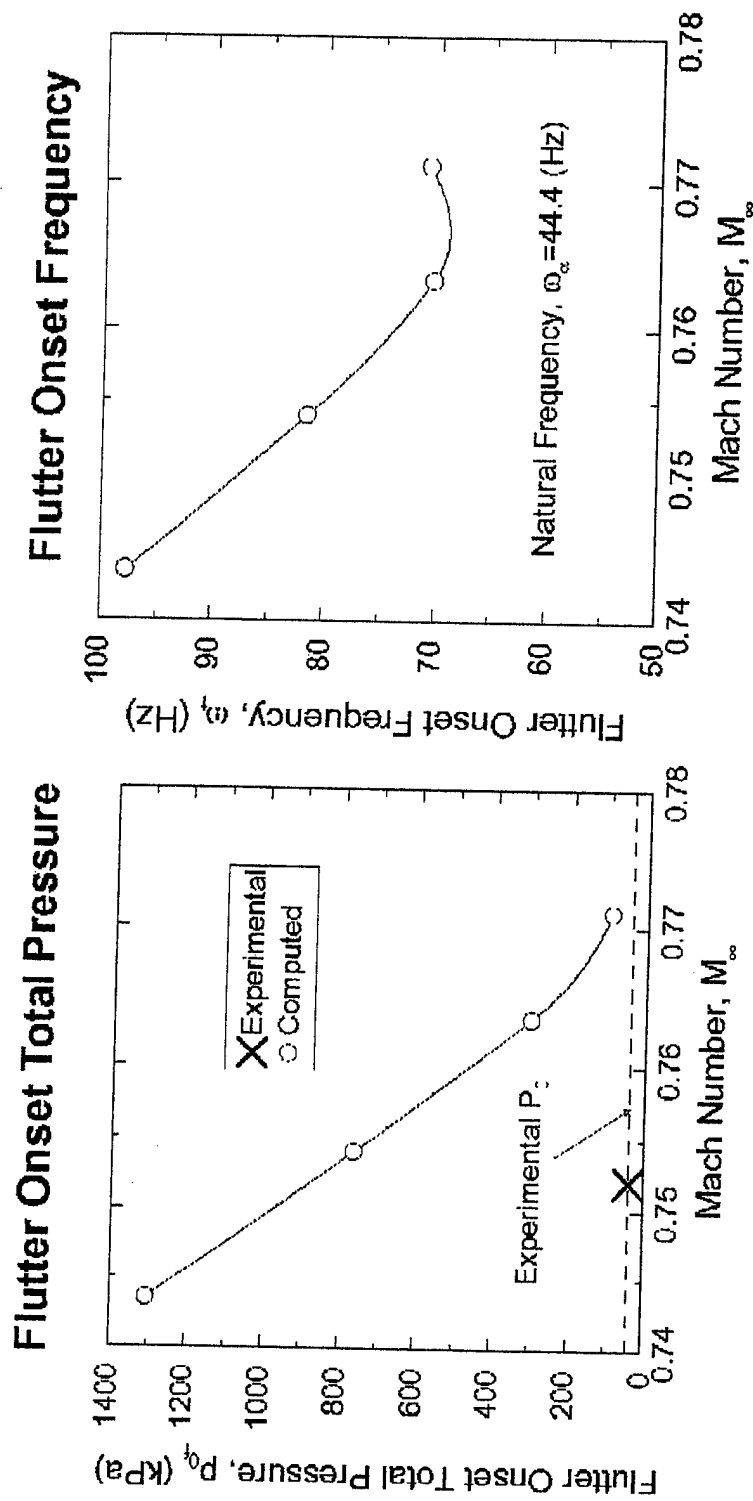 Flutter Onset Total Pressure
Flutter Onset Total Pressure, p₀f (kPa)
1400
1200
1000
800
600
400
200
0
Experimental
Computed
Experimental P
0.74
0.75
0.76
0.77
0.78
Mach Number, M∞
Flutter Onset Frequency
Flutter Onset Frequency, ωf (Hz)
100
90
80
70
60
50
Natural Frequency, ωα=44.4 (Hz)
0.74
0.75
0.76
0.77
0.78
Mach Number, M∞